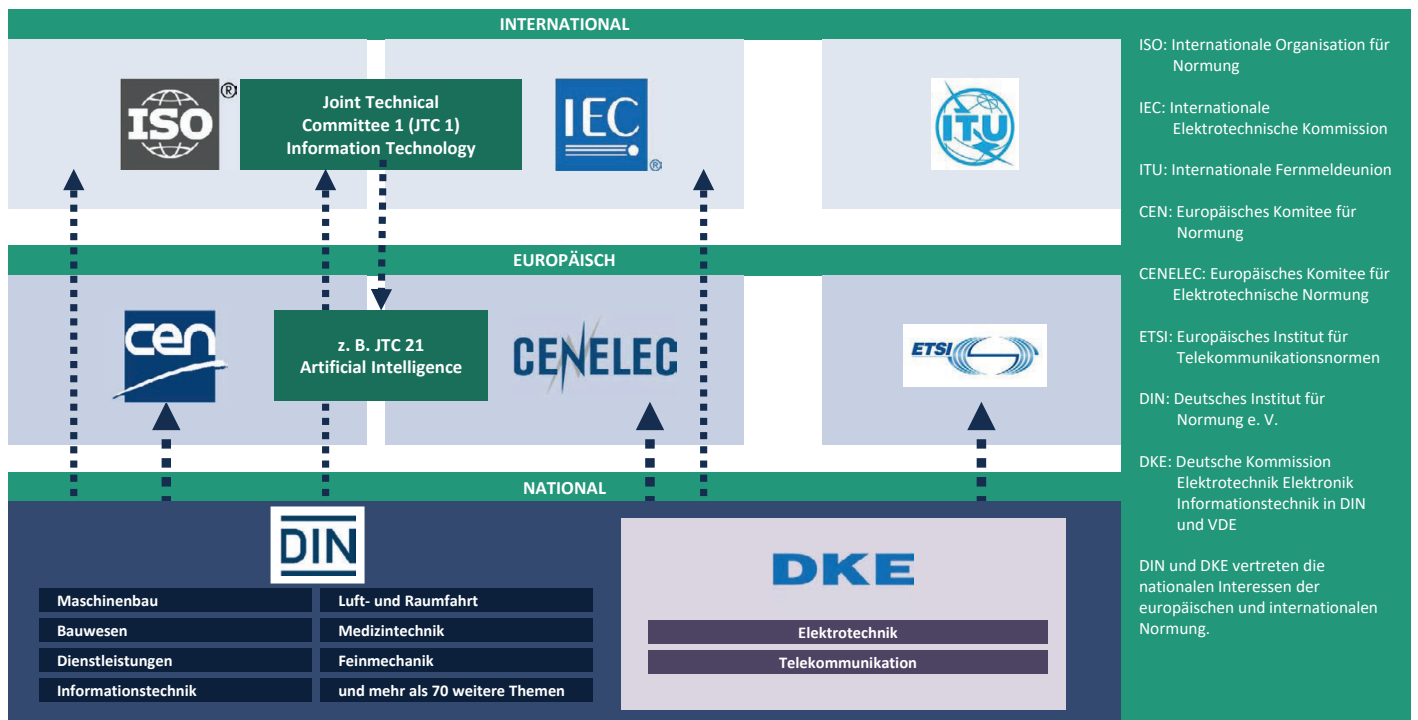 INTERNATIONAL
ISO
®
Joint Technical
Committee 1 (JTC 1)
Information Technology
IEC
®
ITU
EUROPÄISCH
cen
z. B. JTC 21
Artificial Intelligence
CENELEC
ETSI
NATIONAL
DIN
Maschinenbau
Bauwesen
Dienstleistungen
Informationstechnik
Luft- und Raumfahrt
Medizintechnik
Feinmechanik
und mehr als 70 weitere Themen
DKE
Elektrotechnik
Telekommunikation
ISO: Internationale Organisation für
Normung
IEC: Internationale
Elektrotechnische Kommission
ITU: Internationale Fernmeldeunion
CEN: Europäisches Komitee für
Normung
CENELEC: Europäisches Komitee für
Elektrotechnische Normung
ETSI: Europäisches Institut für
Telekommunikationsnormen
DIN: Deutsches Institut für
Normung e. V.
DKE: Deutsche Kommission
Elektrotechnik Elektronik
Informationstechnik in DIN
und VDE
DIN und DKE vertreten die
nationalen Interessen der
europäischen und internationalen
Normung.